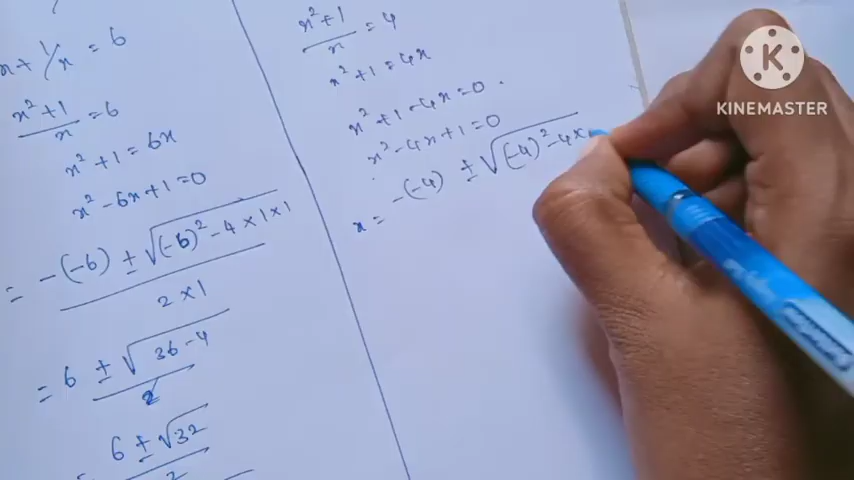 x + 1/x = 6
x² + 1 / x = 6
x² + 1 = 6x
x² - 6x + 1 = 0
= -(-6) ± √(-6)² - 4 × 1 × 1 / 2 × 1
= 6 ± √36 - 4 / 2
= 6 ± √32 / 2
x² + 1 / x = 4
x² + 1 = 4x
x² + 1 - 4x = 0 .
x² - 4x + 1 = 0
x = -(-4) ± √(-4)² - 4 ×
K
KINEMASTER